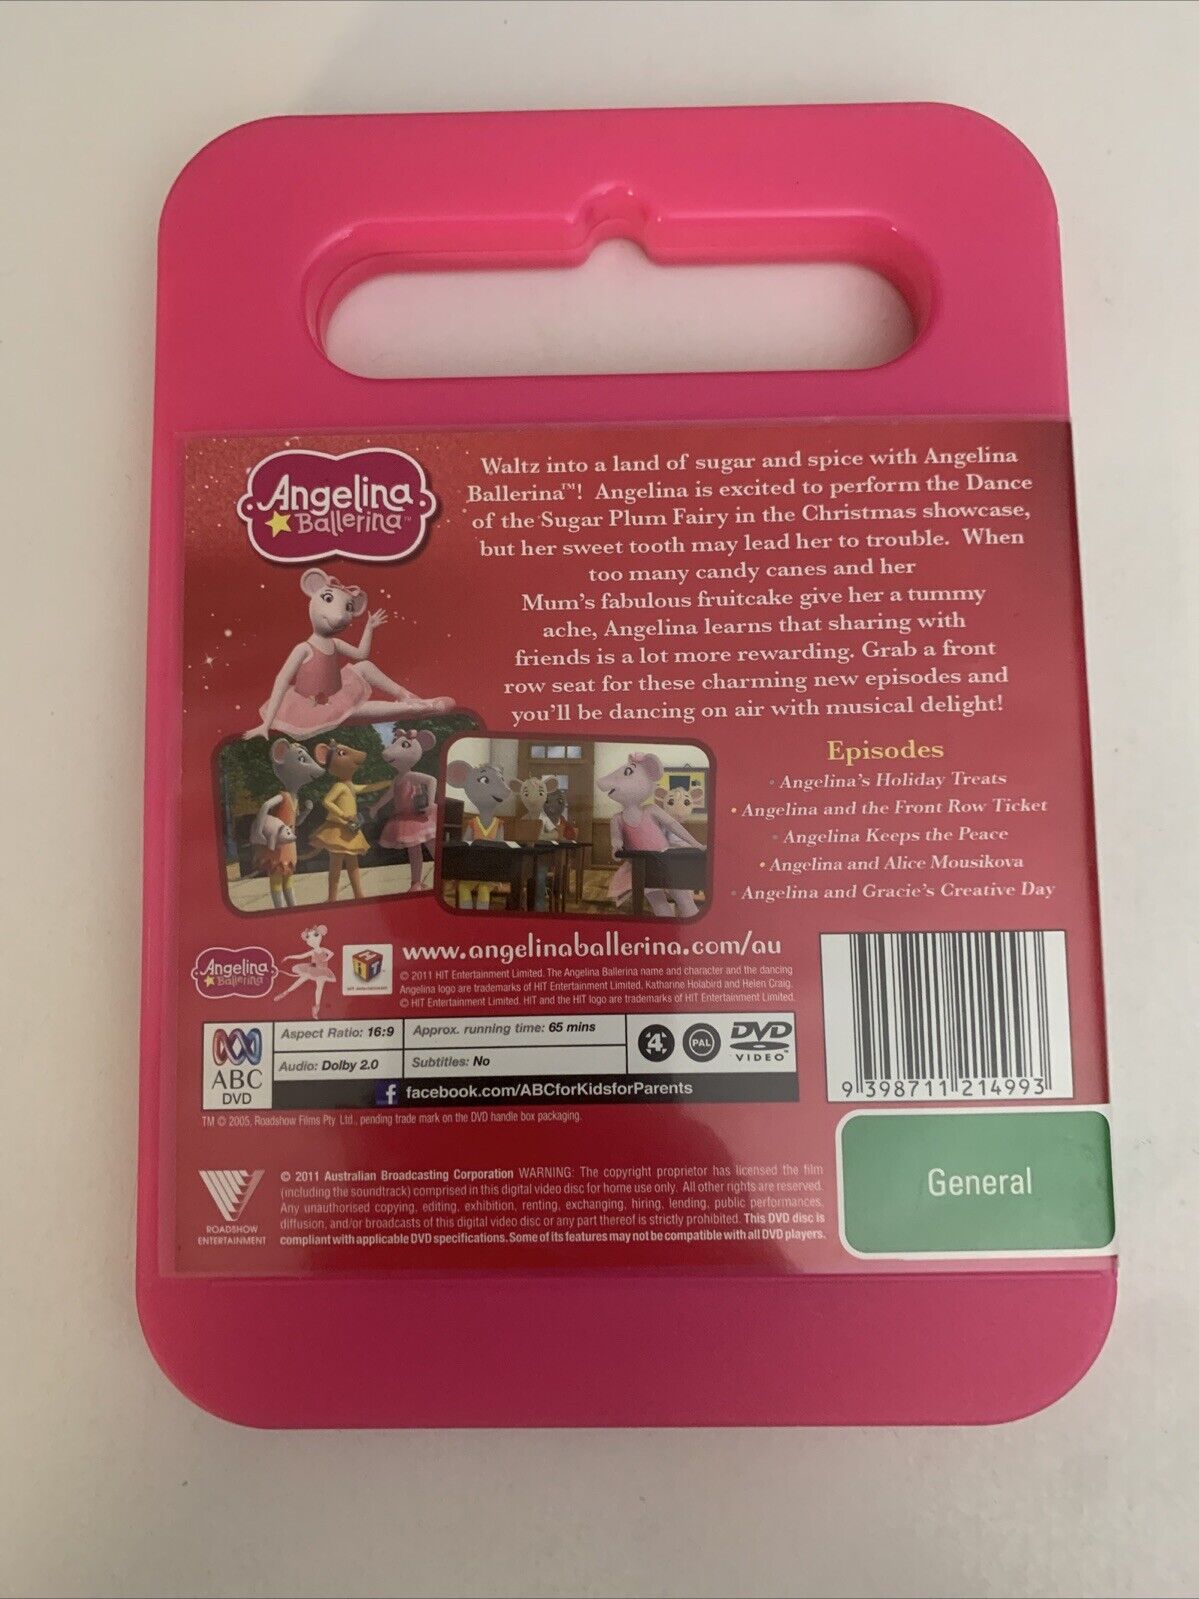 Angelina
Ballerina™
Waltz into a land of sugar and spice with Angelina
Ballerina™! Angelina is excited to perform the Dance
of the Sugar Plum Fairy in the Christmas showcase,
but her sweet tooth may lead her to trouble. When
too many candy canes and her
Mum's fabulous fruitcake give her a tummy
ache, Angelina learns that sharing with
friends is a lot more rewarding. Grab a front
row seat for these charming new episodes and
you'll be dancing on air with musical delight!
Episodes
• Angelina's Holiday Treats
• Angelina and the Front Row Ticket
• Angelina Keeps the Peace
• Angelina and Alice Mousikova
• Angelina and Gracie's Creative Day
Angelina
Ballerina
HiT
HIT entertainment
www.angelinaballerina.com/au
© 2011 HIT Entertainment Limited. The Angelina Ballerina name and character and the dancing
Angelina logo are trademarks of HIT Entertainment Limited, Katharine Holabird and Helen Craig.
© HIT Entertainment Limited. HIT and the HIT logo are trademarks of HIT Entertainment Limited.
ABC
DVD
Aspect Ratio: 16:9
Approx. running time: 65 mins
Audio: Dolby 2.0
Subtitles: No
4
PAL
DVD
VIDEO™
f facebook.com/ABCforKidsforParents
TM © 2005, Roadshow Films Pty Ltd., pending trade mark on the DVD handle box packaging.
9 398711 214993
General
ROADSHOW
ENTERTAINMENT
© 2011 Australian Broadcasting Corporation WARNING: The copyright proprietor has licensed the film
(including the soundtrack) comprised in this digital video disc for home use only. All other rights are reserved.
Any unauthorised copying, editing, exhibition, renting, exchanging, hiring, lending, public performances,
diffusion, and/or broadcasts of this digital video disc or any part thereof is strictly prohibited. This DVD disc is
compliant with applicable DVD specifications. Some of its features may not be compatible with all DVD players.